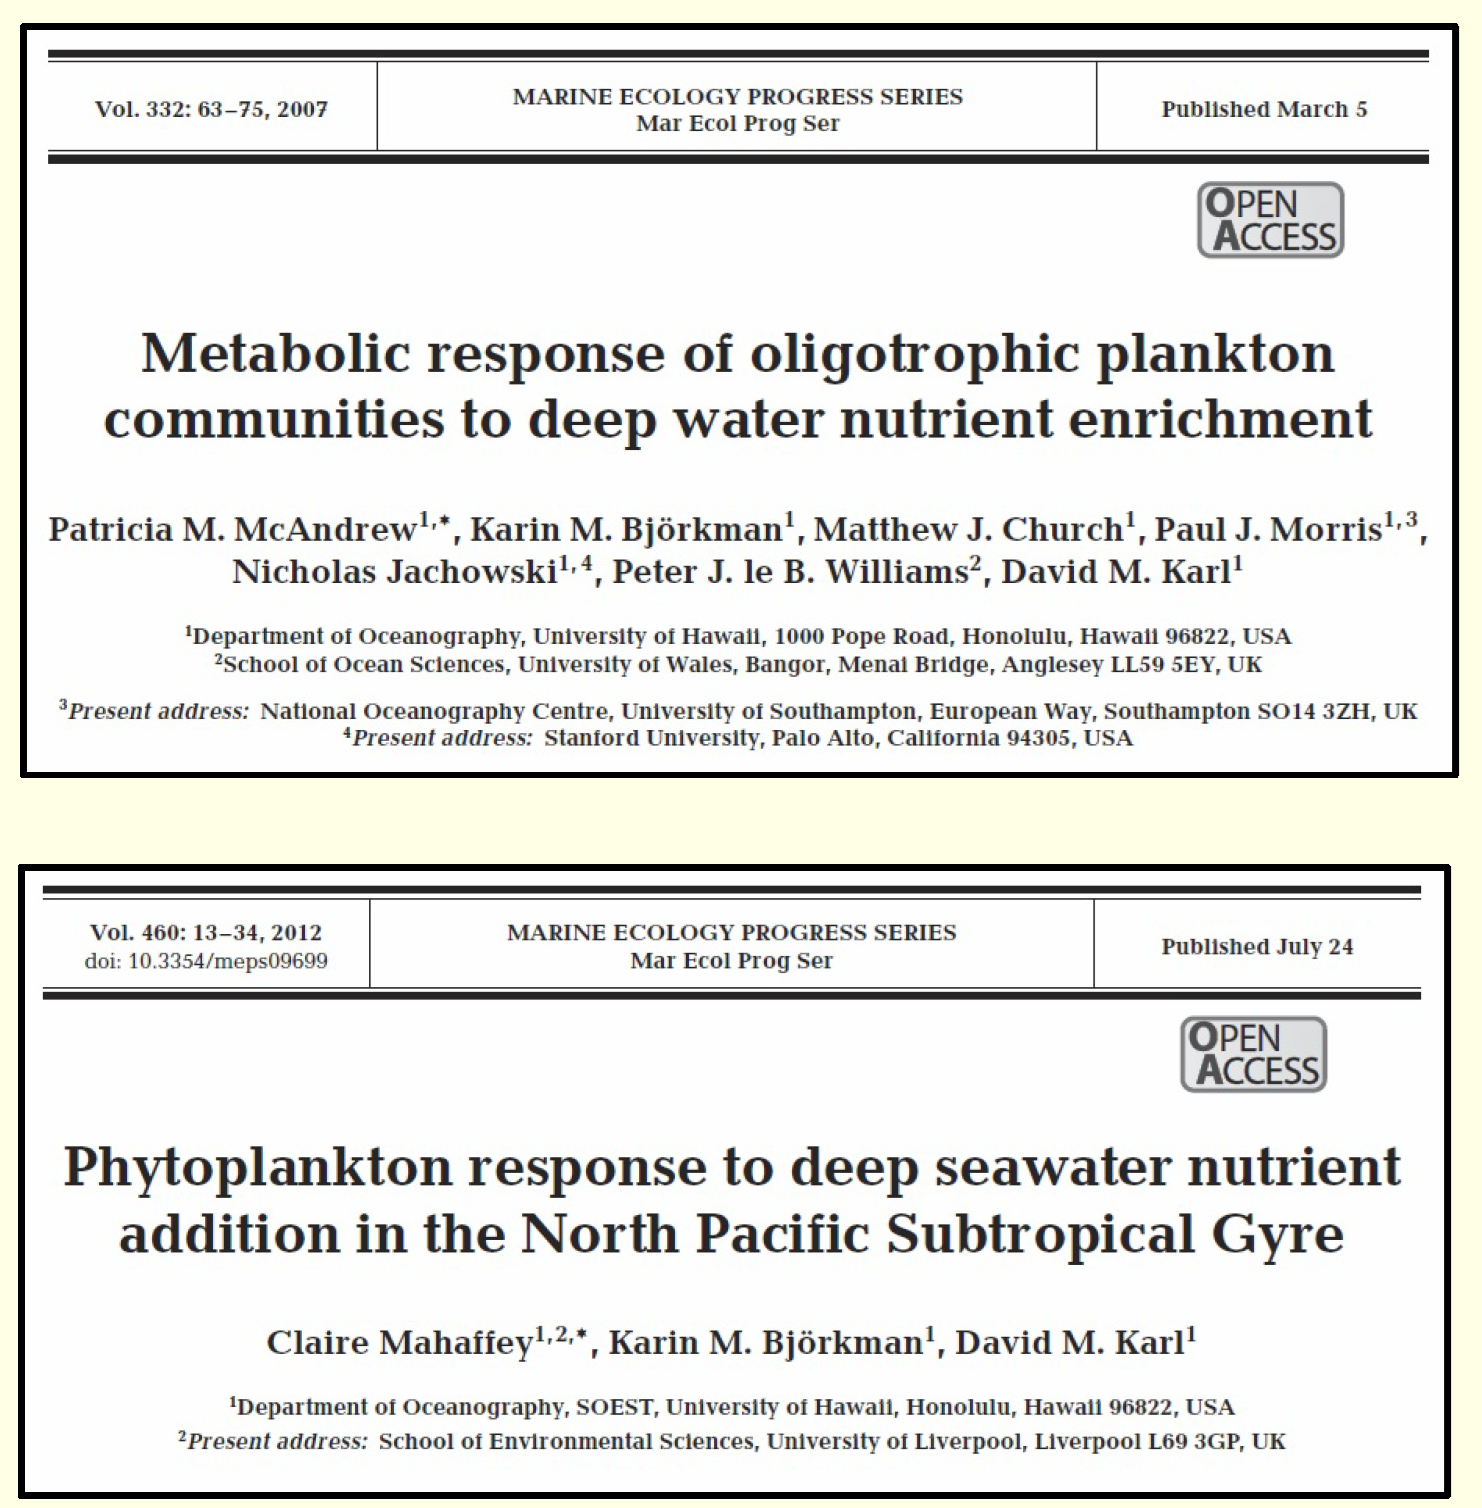 Vol. 332: 63–75, 2007
MARINE ECOLOGY PROGRESS SERIES
Mar Ecol Prog Ser
Published March 5
OPEN
ACCESS
Metabolic response of oligotrophic plankton
communities to deep water nutrient enrichment
Patricia M. McAndrew1,*, Karin M. Björkman1, Matthew J. Church1, Paul J. Morris1,3,
Nicholas Jachowski1,4, Peter J. le B. Williams2, David M. Karl1
1Department of Oceanography, University of Hawaii, 1000 Pope Road, Honolulu, Hawaii 96822, USA
2School of Ocean Sciences, University of Wales, Bangor, Menai Bridge, Anglesey LL59 5EY, UK
3Present address: National Oceanography Centre, University of Southampton, European Way, Southampton SO14 3ZH, UK
4Present address: Stanford University, Palo Alto, California 94305, USA
Vol. 460: 13–34, 2012
doi: 10.3354/meps09699
MARINE ECOLOGY PROGRESS SERIES
Mar Ecol Prog Ser
Published July 24
OPEN
ACCESS
Phytoplankton response to deep seawater nutrient
addition in the North Pacific Subtropical Gyre
Claire Mahaffey1,2,*, Karin M. Björkman1, David M. Karl1
1Department of Oceanography, SOEST, University of Hawaii, Honolulu, Hawaii 96822, USA
2Present address: School of Environmental Sciences, University of Liverpool, Liverpool L69 3GP, UK